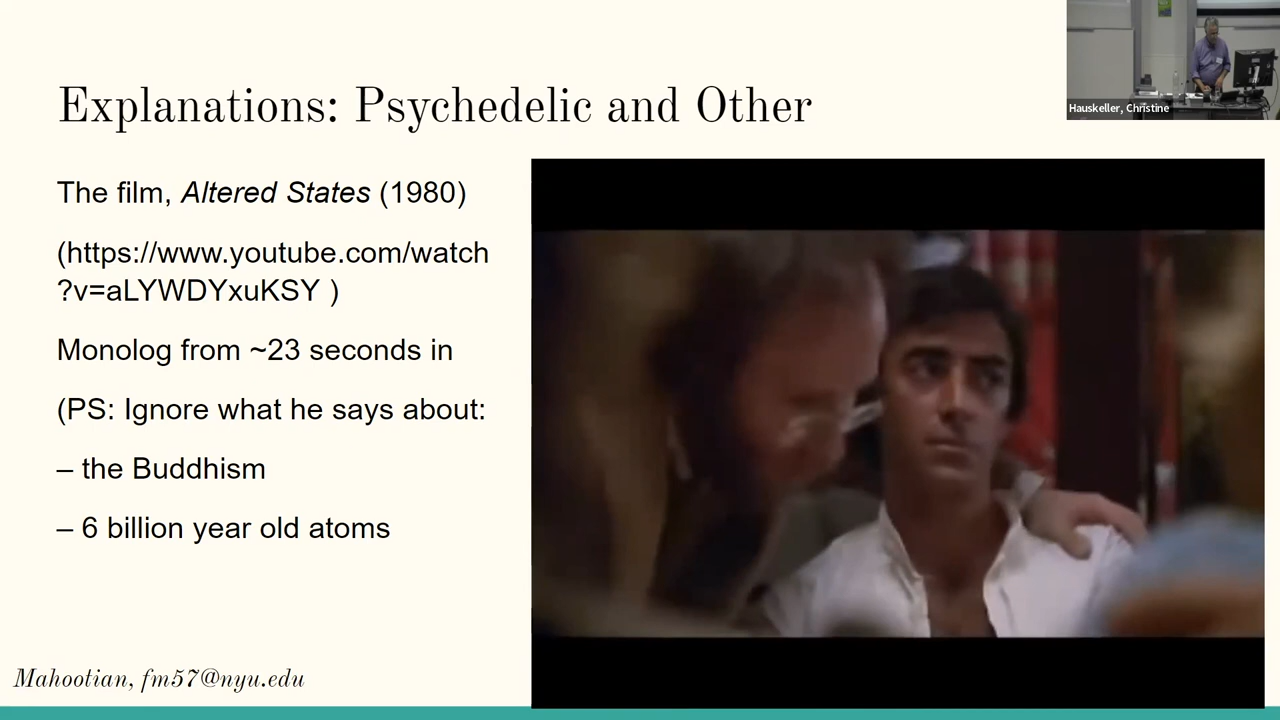 Hauskeller, Christine
Explanations: Psychedelic and Other
The film, Altered States (1980)
(https://www.youtube.com/watch
?v=aLYWDYxuKSY )
Monolog from ~23 seconds in
(PS: Ignore what he says about:
– the Buddhism
– 6 billion year old atoms
Mahootian, fm57@nyu.edu